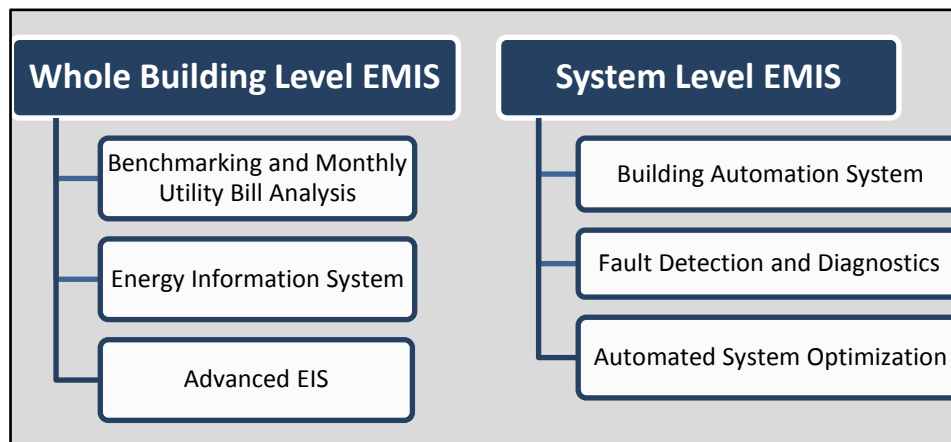 Whole Building Level EMIS
Benchmarking and Monthly
Utility Bill Analysis
Energy Information System
Advanced EIS
System Level EMIS
Building Automation System
Fault Detection and Diagnostics
Automated System Optimization